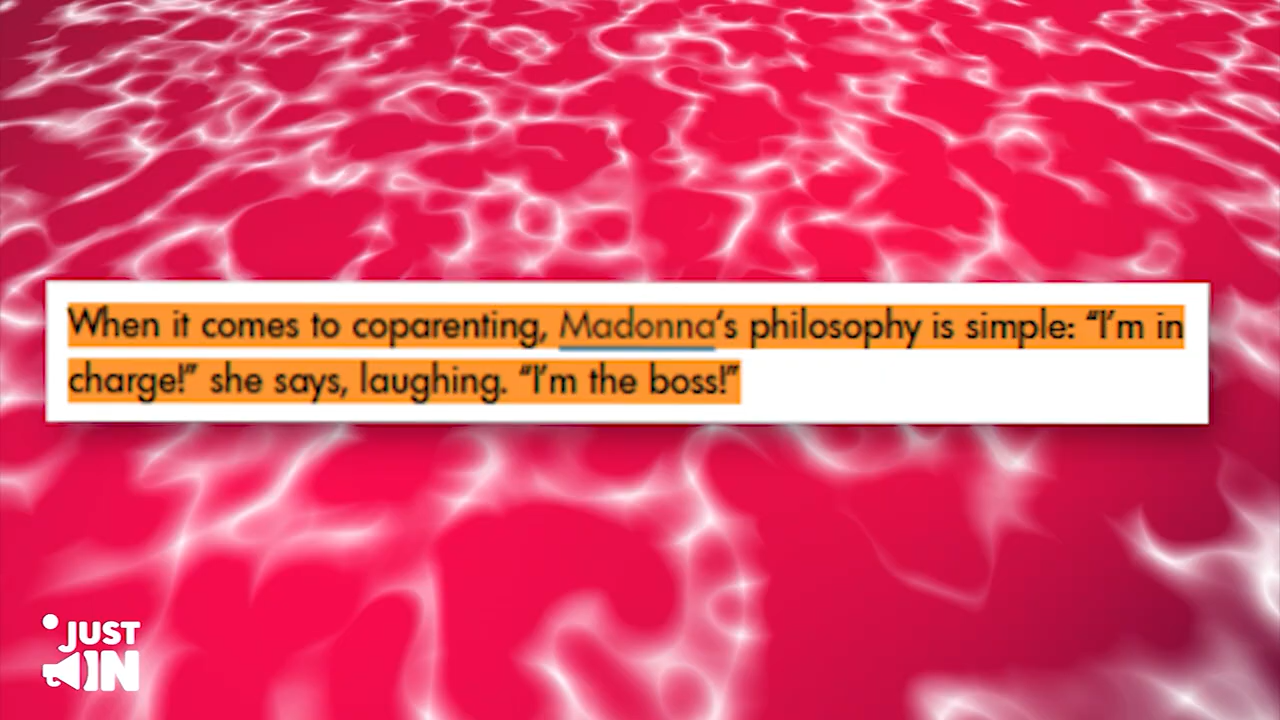 When it comes to coparenting, Madonna‘s philosophy is simple: “I’m in
charge!” she says, laughing. “I’m the boss!”
JUST
IN